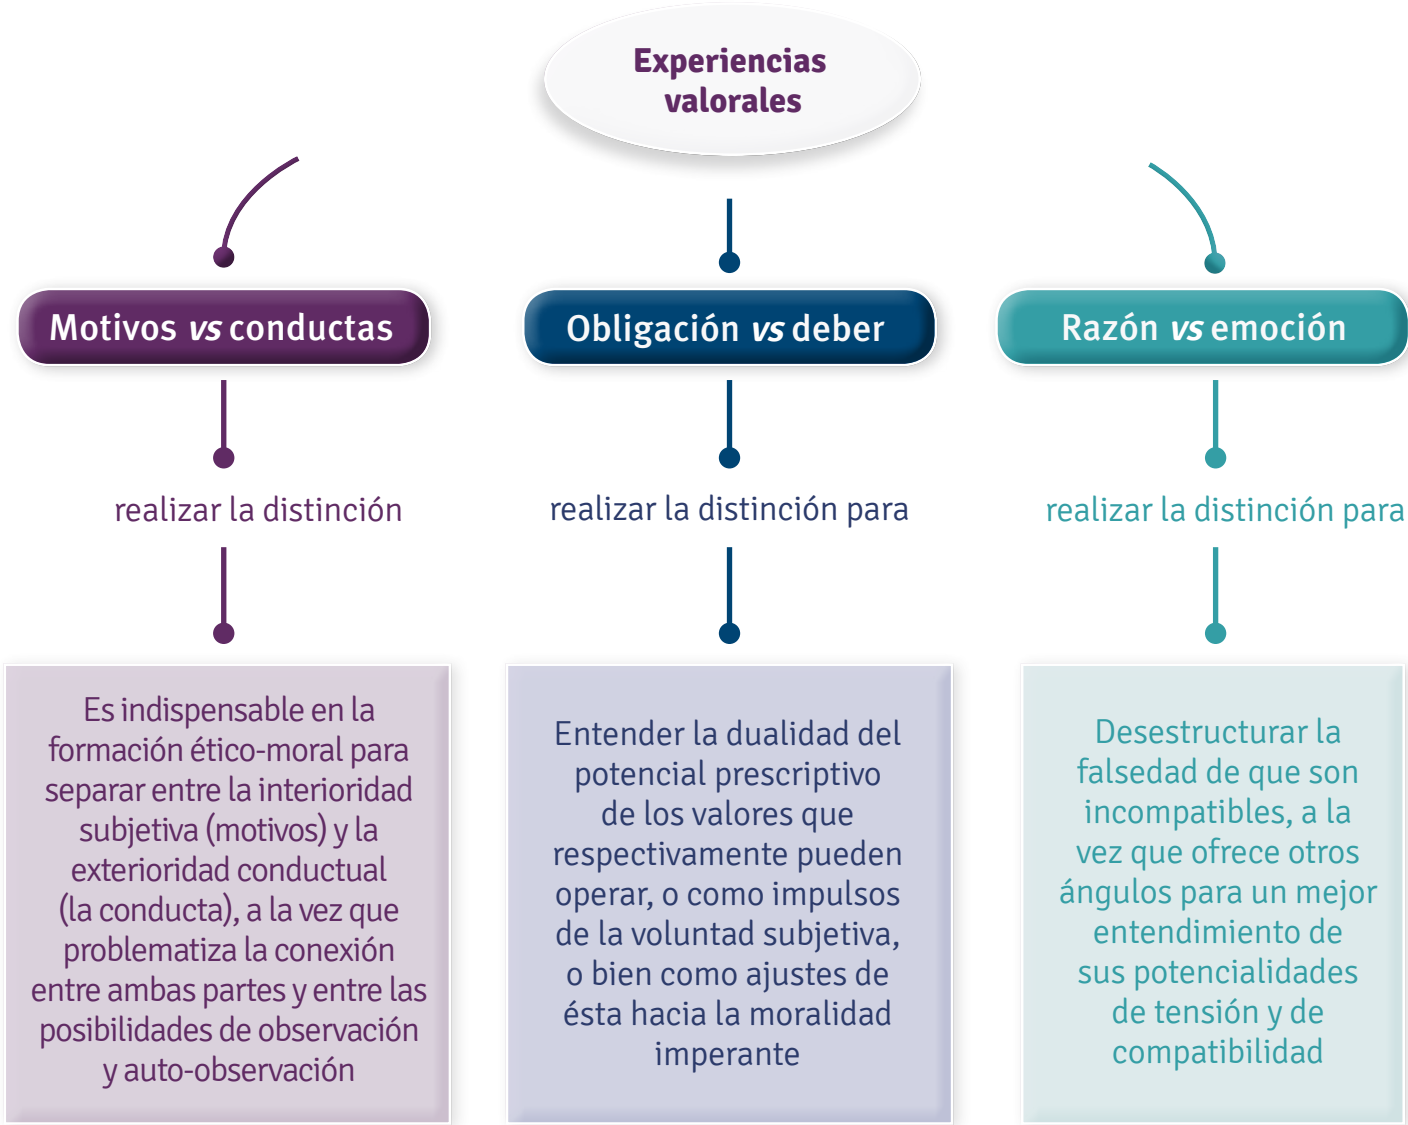 Experiencias
valorales
Motivos vs conductas
realizar la distinción
Es indispensable en la
formación ético-moral para
separar entre la interioridad
subjetiva (motivos) y la
exterioridad conductual
(la conducta), a la vez que
problematiza la conexión
entre ambas partes y entre las
posibilidades de observación
y auto-observación
Obligación vs deber
realizar la distinción para
Entender la dualidad del
potencial prescriptivo
de los valores que
respectivamente pueden
operar, o como impulsos
de la voluntad subjetiva,
o bien como ajustes de
ésta hacia la moralidad
imperante
Razón vs emoción
realizar la distinción para
Desestructurar la
falsedad de que son
incompatibles, a la
vez que ofrece otros
ángulos para un mejor
entendimiento de
sus potencialidades
de tensión y de
compatibilidad